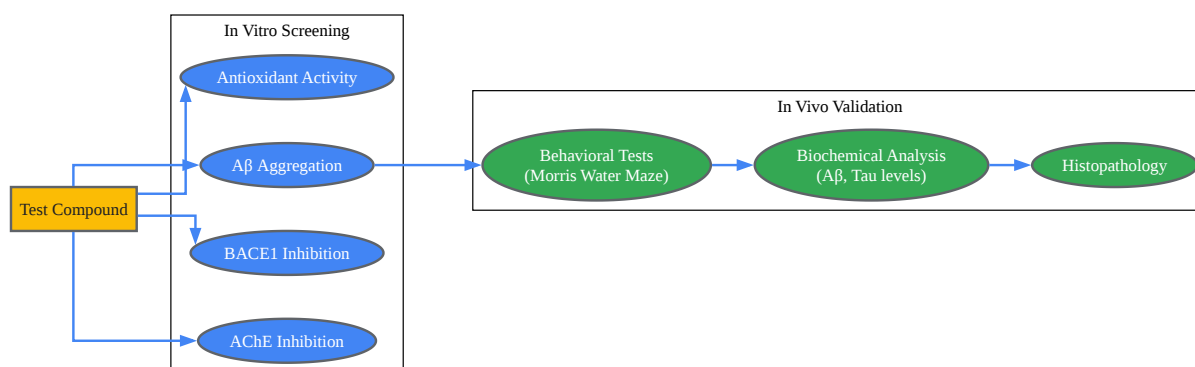 In Vitro Screening
Antioxidant Activity
Aβ Aggregation
Test Compound
BACE1 Inhibition
AChE Inhibition
In Vivo Validation
Behavioral Tests
(Morris Water Maze)
Biochemical Analysis
(Aβ, Tau levels)
Histopathology